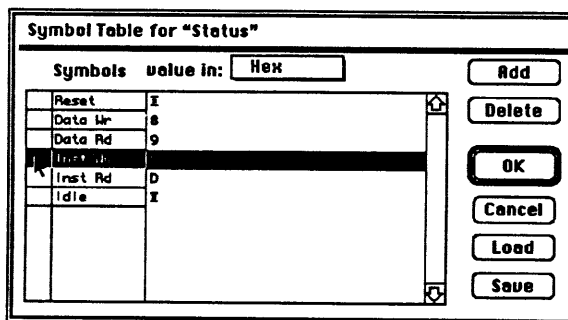 Symbol Table for "Status"
Symbols value in: Hex
Add
Delete
OK
Cancel
Load
Save
Reset X
Data Wr 8
Data Rd 9
Inst Rd D
Idle X